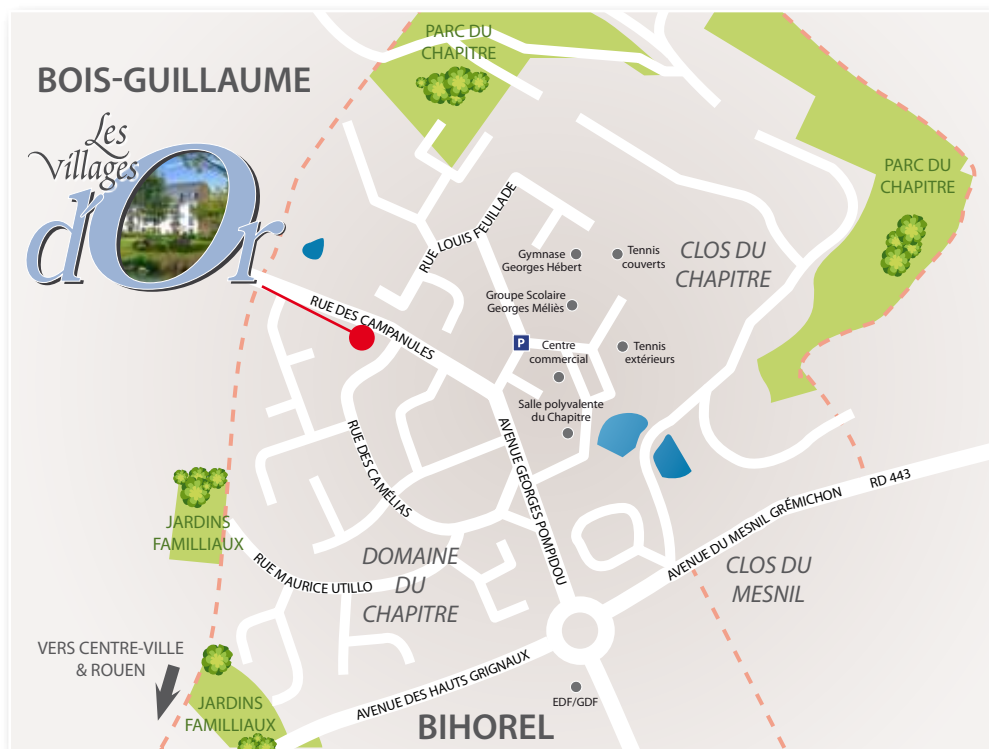 PARC DU
CHAPITRE
BOIS-GUILLAUME
Les
Villages
d'Or
PARC DU
CHAPITRE
RUE LOUIS FEUILLADE
Gymnase
Georges Hébert
Tennis
couverts
CLOS DU
CHAPITRE
Groupe Scolaire
Georges Méliès
RUE DES CAMPANULES
P
Centre
commercial
Tennis
extérieurs
Salle polyvalente
du Chapitre
RUE DES CAMÉLIAS
AVENUE GEORGES POMPIDOU
RD 443
AVENUE DU MESNIL GRÉMICHON
JARDINS
FAMILLIAUX
DOMAINE
DU
CHAPITRE
CLOS DU
MESNIL
RUE MAURICE UTILLO
VERS CENTRE-VILLE
& ROUEN
AVENUE DES HAUTS GRIGNAUX
EDF/GDF
JARDINS
FAMILLIAUX
BIHOREL